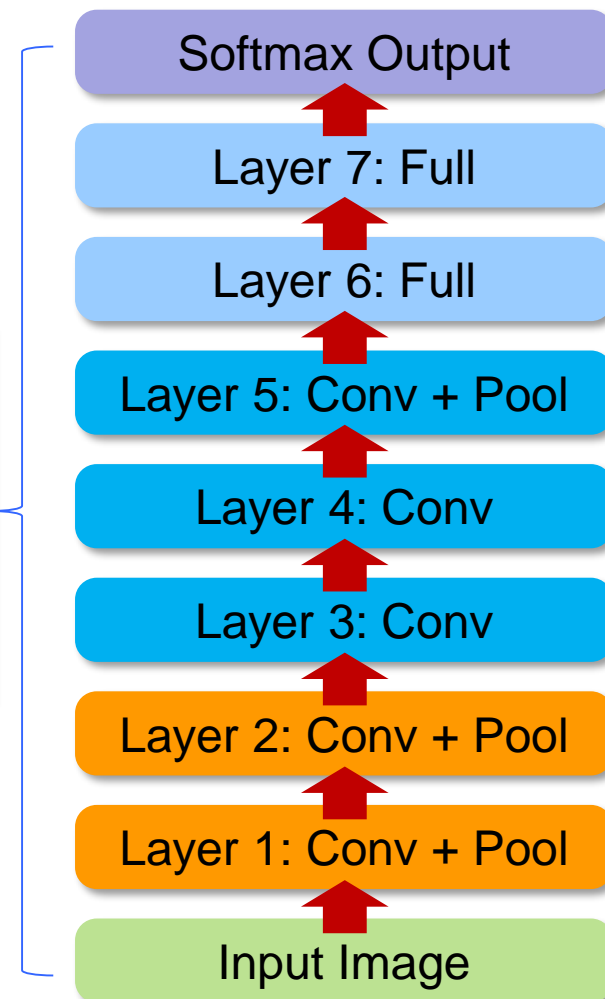 Softmax Output
Layer 7: Full
Layer 6: Full
Layer 5: Conv + Pool
Layer 4: Conv
Layer 3: Conv
Layer 2: Conv + Pool
Layer 1: Conv + Pool
Input Image